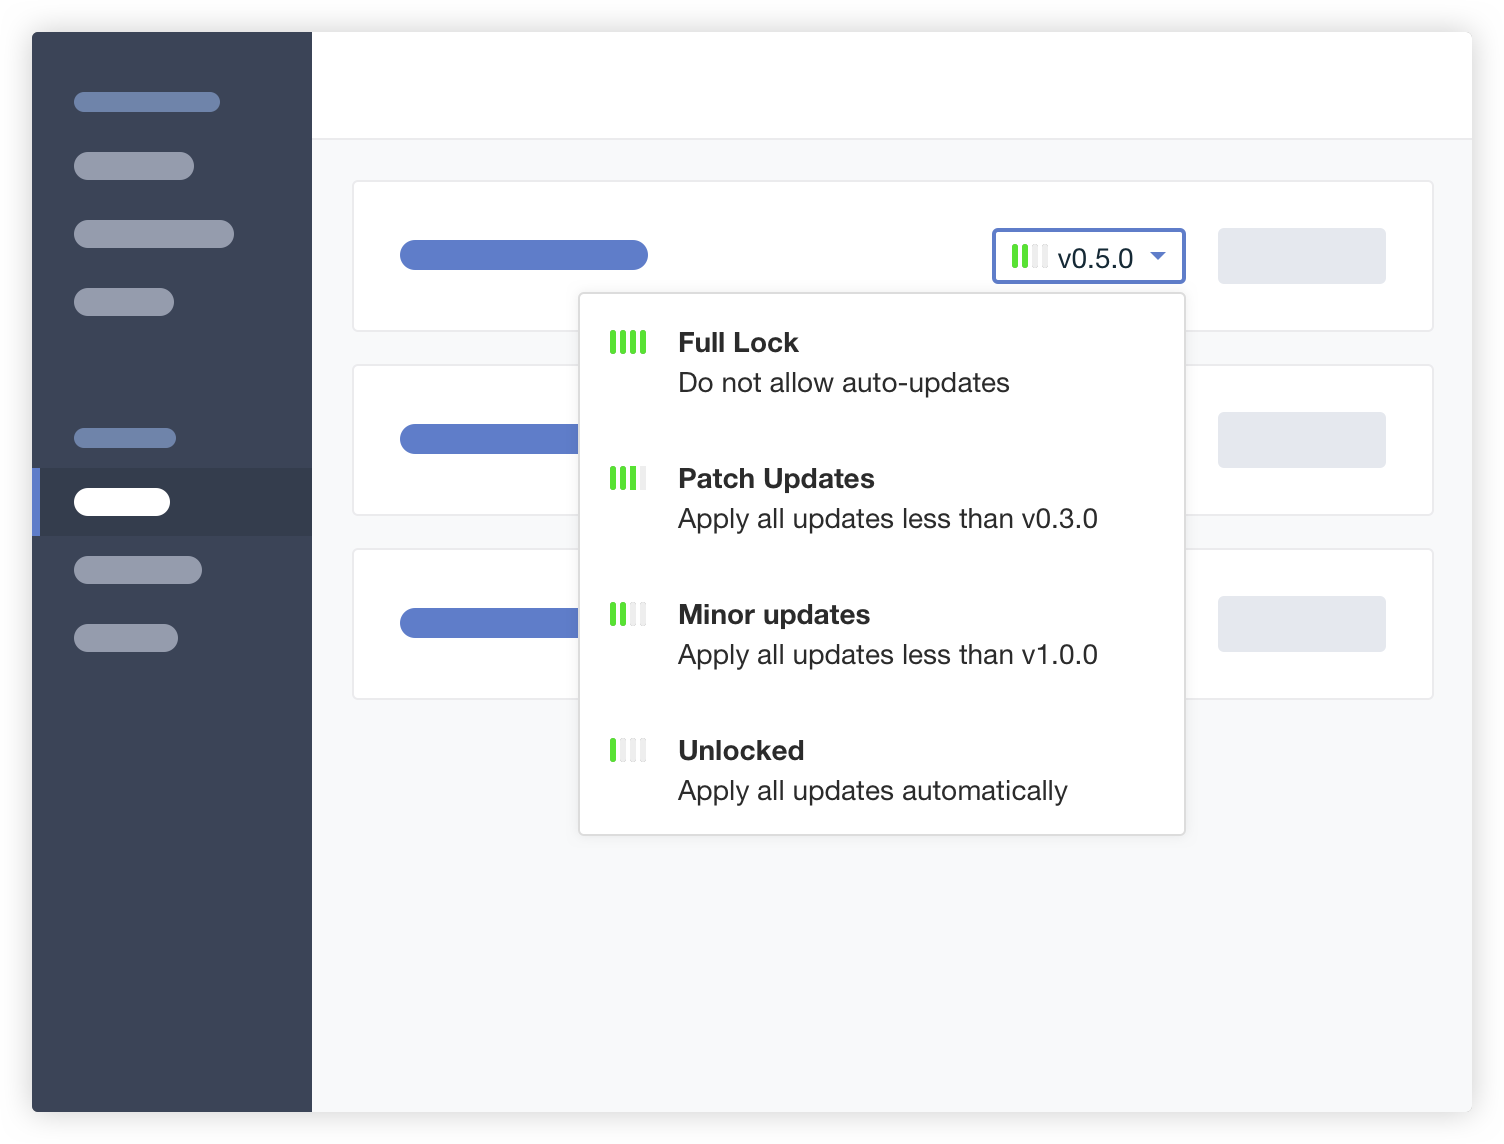 v0.5.0
Full Lock
Do not allow auto-updates
Patch Updates
Apply all updates less than v0.3.0
Minor updates
Apply all updates less than v1.0.0
Unlocked
Apply all updates automatically